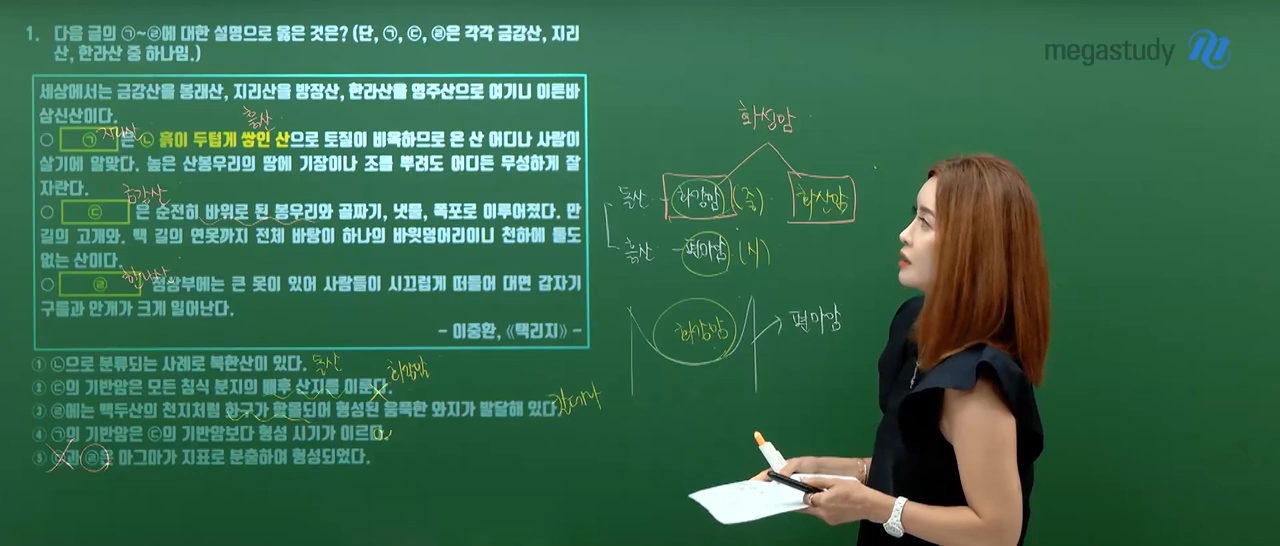 1. 다음 글의 ㉠~㉣에 대한 설명으로 옳은 것은? (단, ㉠, ㉢, ㉣은 각각 금강산, 지리
산, 한라산 중 하나임.)
세상에서는 금강산을 봉래산, 지리산을 방장산, 한라산을 영주산으로 여기니 이른바
삼신산이다.
흙산
지리산
○ ㉠ 은 ㉡ 흙이 두텁게 쌓인 산으로 토질이 비옥하므로 온 산 어디나 사람이
살기에 알맞다. 높은 산봉우리의 땅에 기장이나 조를 뿌려도 어디든 무성하게 잘
자란다.
금강산
○ ㉢ 은 순전히 바위로 된 봉우리와 골짜기, 냇물, 폭포로 이루어졌다. 만
길의 고개와. 백 길의 연못까지 전체 바탕이 하나의 바윗덩어리이니 천하에 둘도
없는 산이다.
한라산
○ ㉣ 정상부에는 큰 못이 있어 사람들이 시끄럽게 떠들어 대면 갑자기
구름과 안개가 크게 일어난다.
- 이중환, 《택리지》 -
① ㉡으로 분류되는 사례로 북한산이 있다. 돌산
화강암
② ㉢의 기반암은 모든 침식 분지의 배후 산지를 이룬다.
③ ㉣에는 백두산의 천지처럼 화구가 함몰되어 형성된 움푹한 와지가 발달해 있다. 칼데라
④ ㉠의 기반암은 ㉢의 기반암보다 형성 시기가 이르다.
⑤ ㉢과 ㉣은 마그마가 지표로 분출하여 형성되었다.
megastudy
화성암
돌산 - 화강암 (중) 화산암
흙산 - 편마암 (시)
화강암 → 편마암